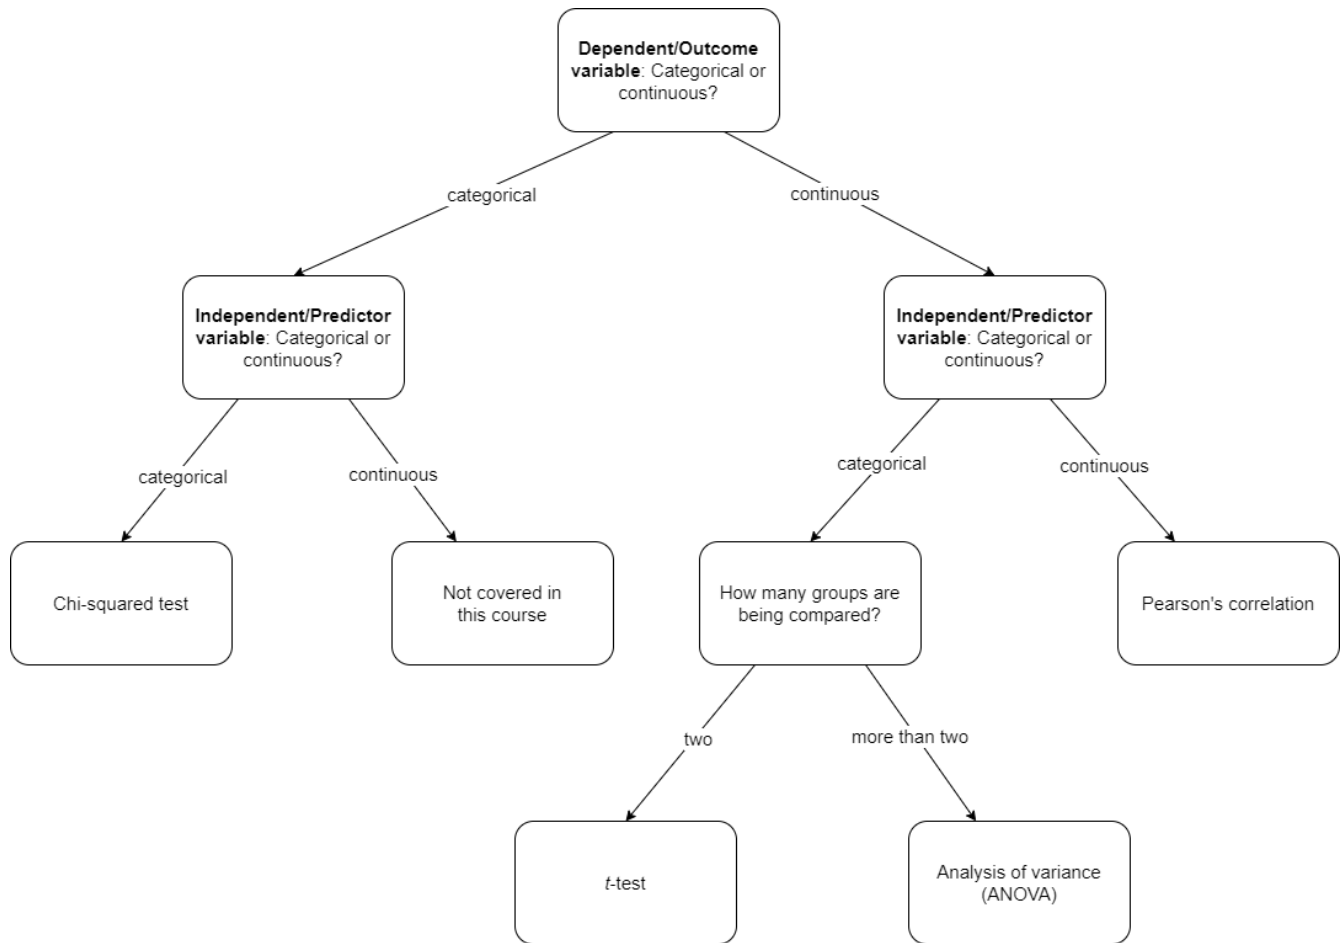 Dependent/Outcome
variable: Categorical or
continuous?
categorical
continuous
Independent/Predictor
variable: Categorical or
continuous?
Independent/Predictor
variable: Categorical or
continuous?
categorical
continuous
categorical
continuous
Chi-squared test
Not covered in
this course
How many groups are
being compared?
Pearson's correlation
two
more than two
t-test
Analysis of variance
(ANOVA)